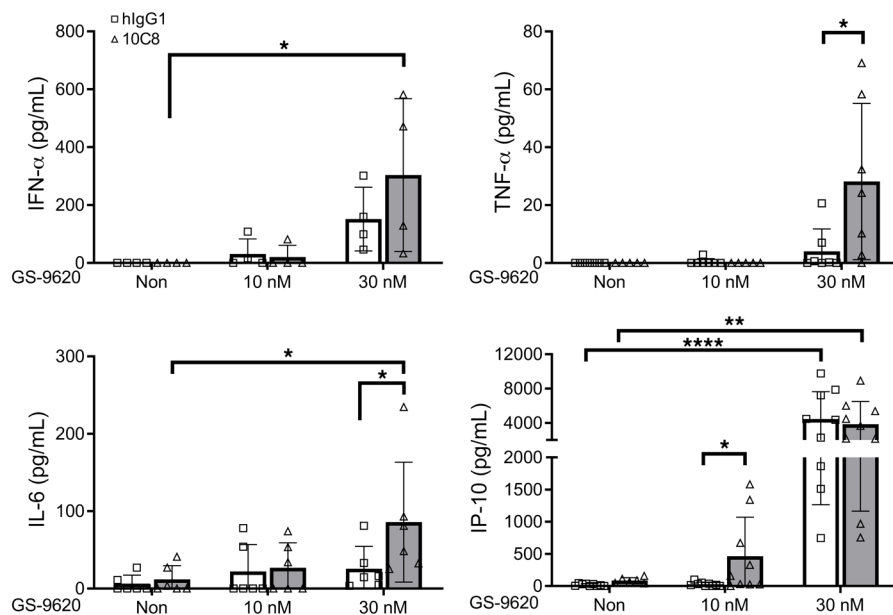 hIgG1
10C8
800
600
400
200
0
IFN-α (pg/mL)
*
GS-9620
Non
10 nM
30 nM
80
60
40
20
0
TNF-α (pg/mL)
*
GS-9620
Non
10 nM
30 nM
300
200
100
0
IL-6 (pg/mL)
*
*
GS-9620
Non
10 nM
30 nM
12000
8000
4000
2000
1500
1000
500
0
IP-10 (pg/mL)
**
****
*
GS-9620
Non
10 nM
30 nM